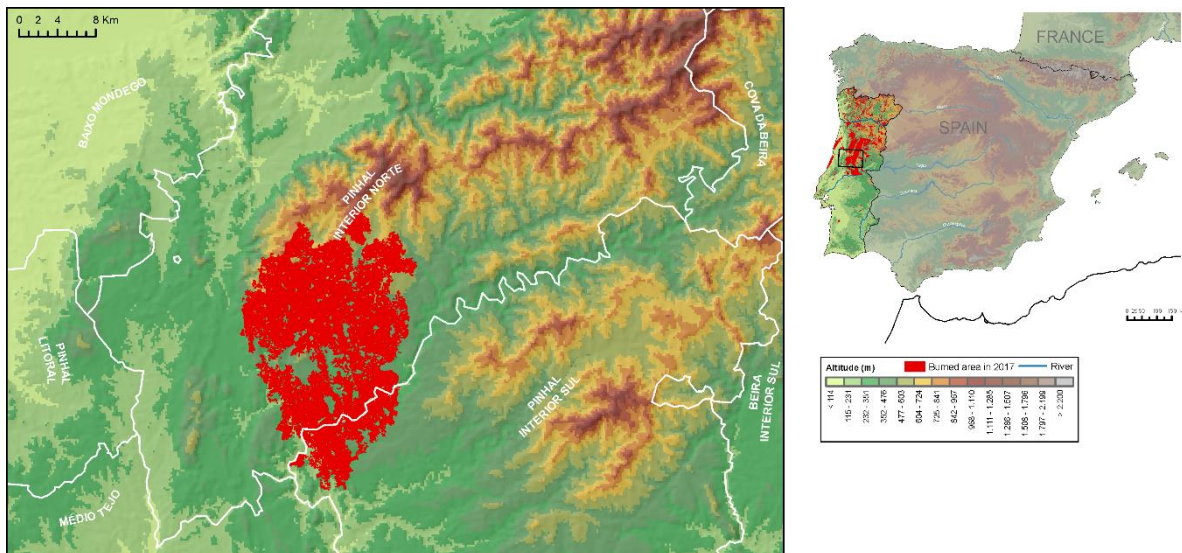 0 2 4 8 Km
BAIXO MONDEGO
COVA DA BEIRA
PINHAL
INTERIOR NORTE
PINHAL
LITORAL
PINHAL
INTERIOR SUL
BEIRA
INTERIOR SUL
MÉDIO TEJO
FRANCE
SPAIN
Altitude (m)
Burned area in 2017
River
< 114
115 - 231
232 - 351
352 - 476
477 - 603
604 - 724
725 - 841
842 - 967
968 - 1.110
1.111 - 1.285
1.286 - 1.507
1.508 - 1.796
1.797 - 2.199
> 2.200